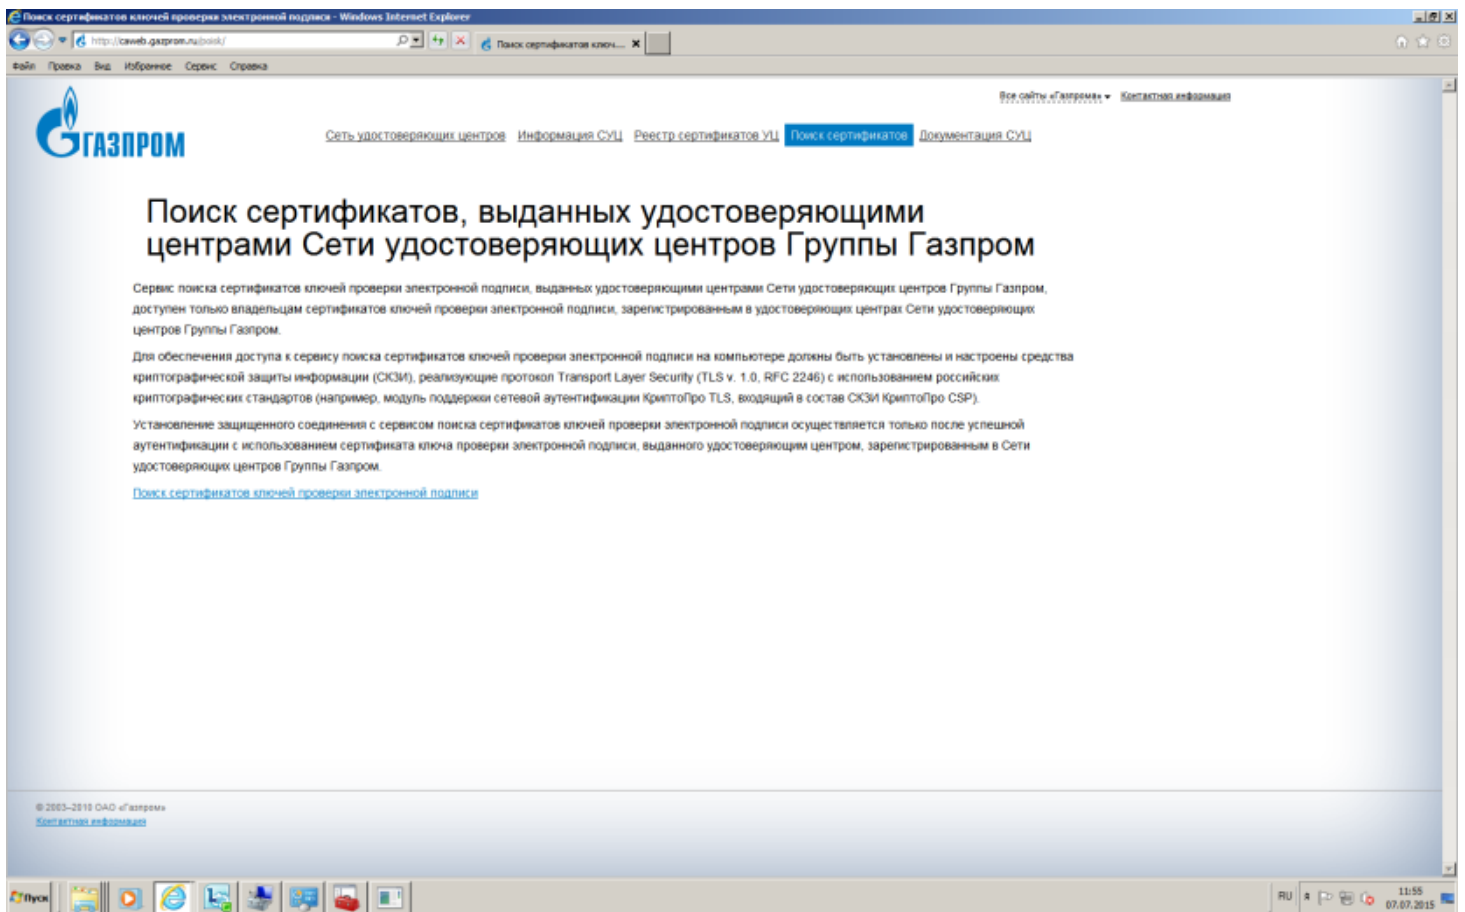 Поиск сертификатов ключей проверки электронной подписи - Windows Internet Explorer
http://caweb.gazprom.ru/poisk/
Поиск сертификатов ключ...
Файл Правка Вид Избранное Сервис Справка
Все сайты «Газпрома» Контактная информация
ГАЗПРОМ
Сеть удостоверяющих центров Информация СУЦ Реестр сертификатов УЦ Поиск сертификатов Документация СУЦ
Поиск сертификатов, выданных удостоверяющими
центрами Сети удостоверяющих центров Группы Газпром
Сервис поиска сертификатов ключей проверки электронной подписи, выданных удостоверяющими центрами Сети удостоверяющих центров Группы Газпром,
доступен только владельцам сертификатов ключей проверки электронной подписи, зарегистрированным в удостоверяющих центрах Сети удостоверяющих
центров Группы Газпром.
Для обеспечения доступа к сервису поиска сертификатов ключей проверки электронной подписи на компьютере должны быть установлены и настроены средства
криптографической защиты информации (СКЗИ), реализующие протокол Transport Layer Security (TLS v. 1.0, RFC 2246) с использованием российских
криптографических стандартов (например, модуль поддержки сетевой аутентификации КриптоПро TLS, входящий в состав СКЗИ КриптоПро CSP).
Установление защищенного соединения с сервисом поиска сертификатов ключей проверки электронной подписи осуществляется только после успешной
аутентификации с использованием сертификата ключа проверки электронной подписи, выданного удостоверяющим центром, зарегистрированным в Сети
удостоверяющих центров Группы Газпром.
Поиск сертификатов ключей проверки электронной подписи
© 2003–2010 ОАО «Газпром»
Контактная информация
Пуск
RU
11:55
07.07.2015